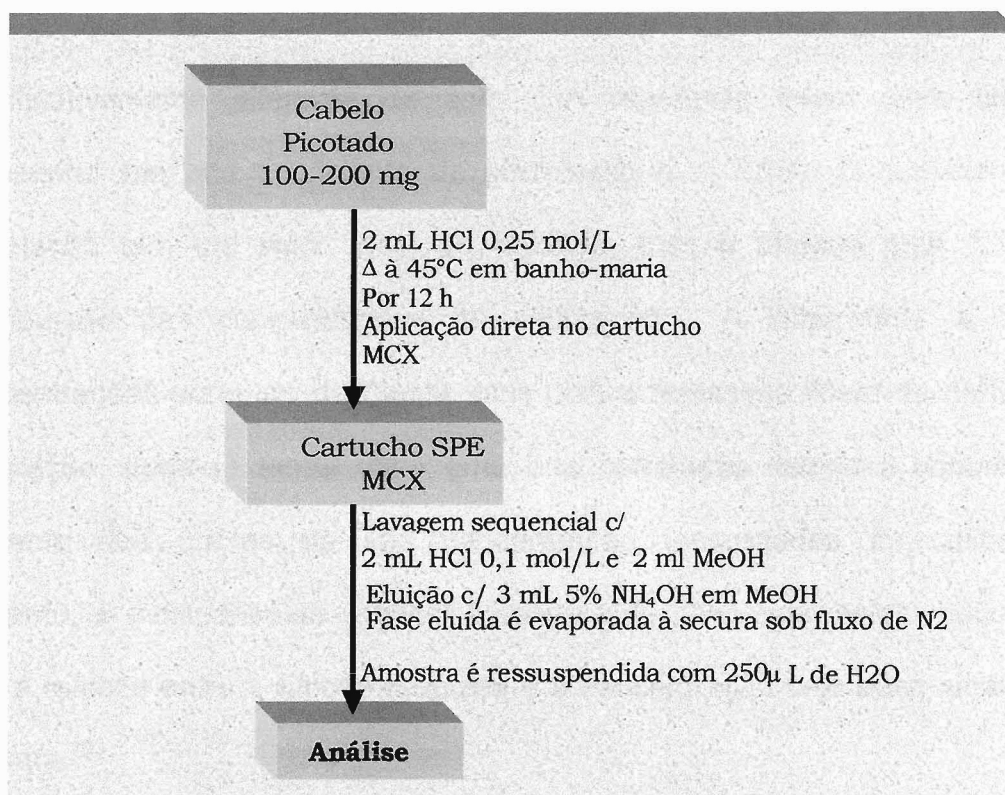 Cabelo
Picotado
100-200 mg
2 mL HCl 0,25 mol/L
Δ à 45°C em banho-maria
Por 12 h
Aplicação direta no cartucho
MCX
Cartucho SPE
MCX
Lavagem sequencial c/
2 mL HCl 0,1 mol/L e 2 ml MeOH
Eluição c/ 3 mL 5% NH₄OH em MeOH
Fase eluída é evaporada à secura sob fluxo de N2
Amostra é ressuspendida com 250µ L de H2O
Análise